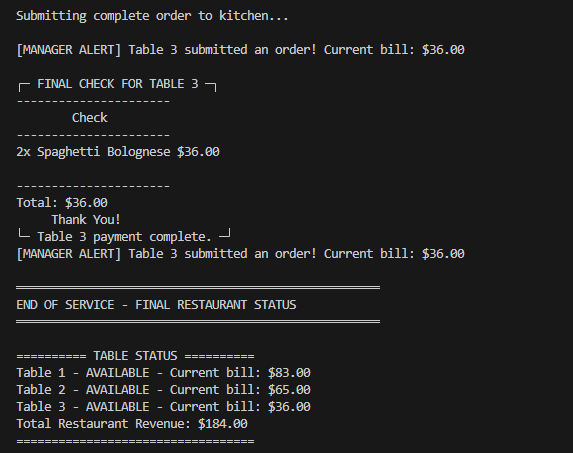 Submitting complete order to kitchen...
[MANAGER ALERT] Table 3 submitted an order! Current bill: $36.00
┌─ FINAL CHECK FOR TABLE 3 ─┐
----------------------
Check
----------------------
2x Spaghetti Bolognese $36.00
----------------------
Total: $36.00
Thank You!
└─ Table 3 payment complete. ─┘
[MANAGER ALERT] Table 3 submitted an order! Current bill: $36.00
════════════════════════════════════════════════════
END OF SERVICE - FINAL RESTAURANT STATUS
════════════════════════════════════════════════════
========== TABLE STATUS ==========
Table 1 - AVAILABLE - Current bill: $83.00
Table 2 - AVAILABLE - Current bill: $65.00
Table 3 - AVAILABLE - Current bill: $36.00
Total Restaurant Revenue: $184.00
==================================